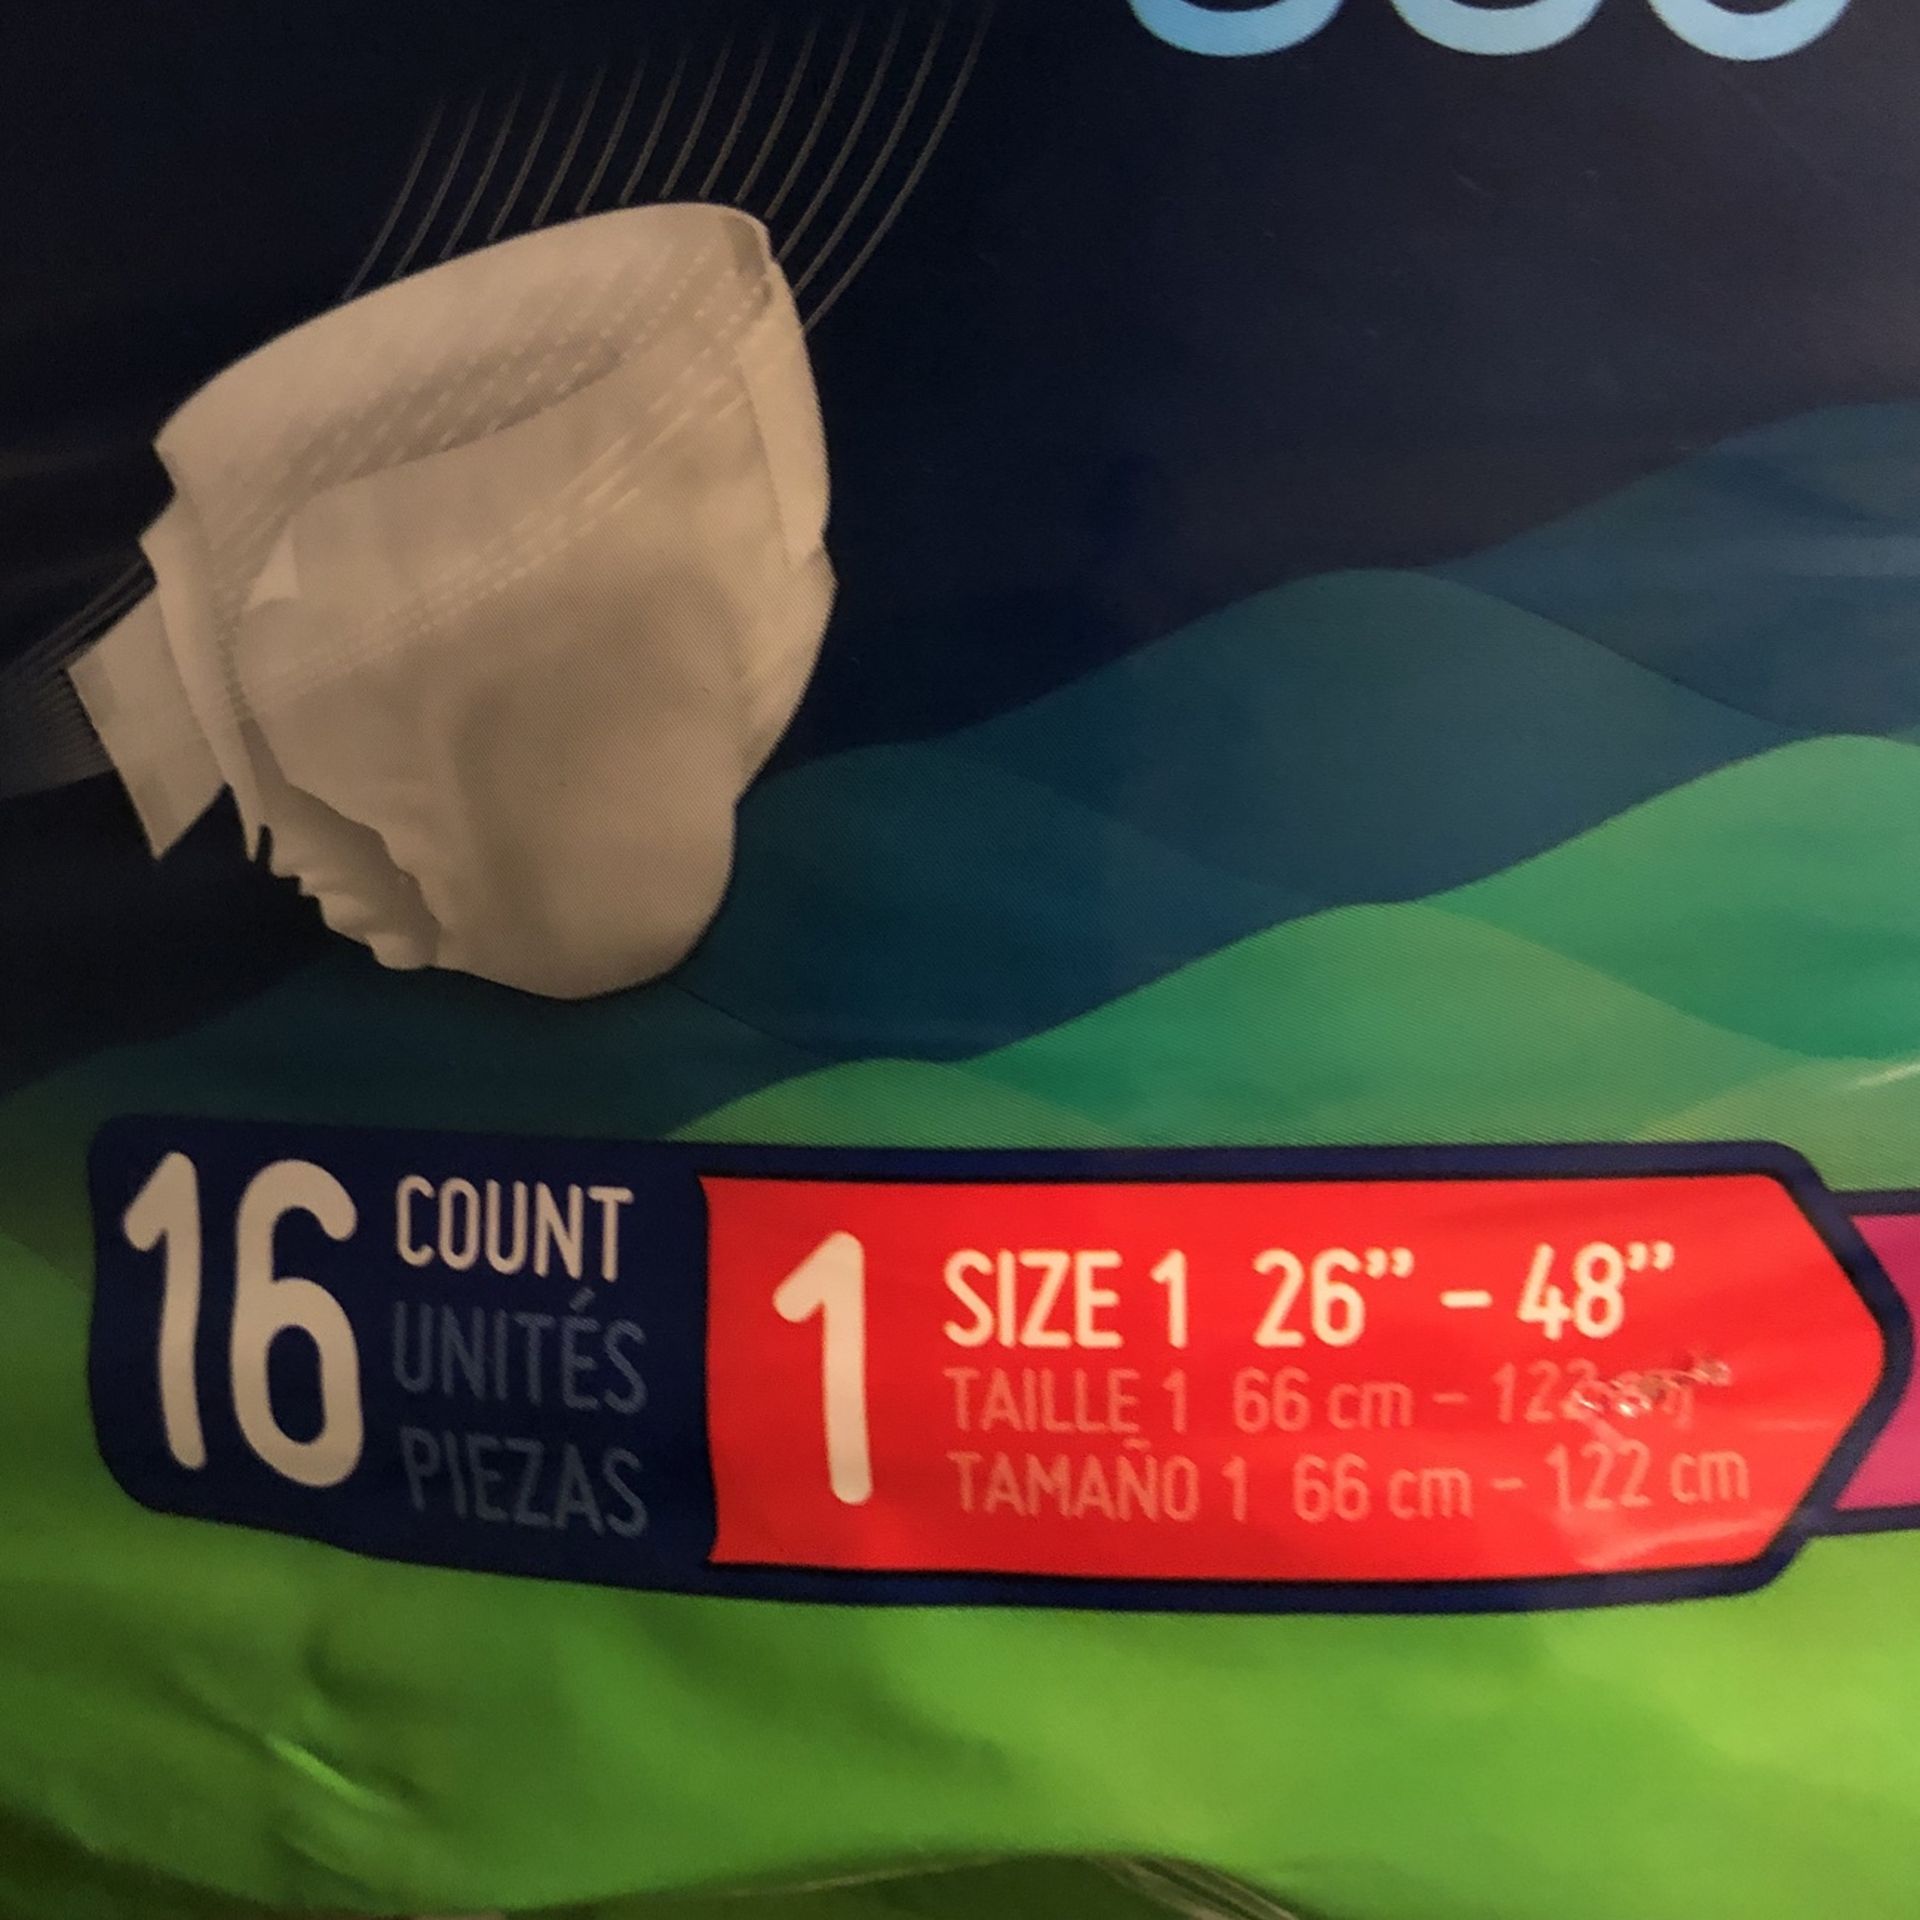 16 COUNT
UNITÉS
PIEZAS
1 SIZE 1 26” – 48”
TAILLE 1 66 cm – 122 cm
TAMAÑO 1 66 cm – 122 cm